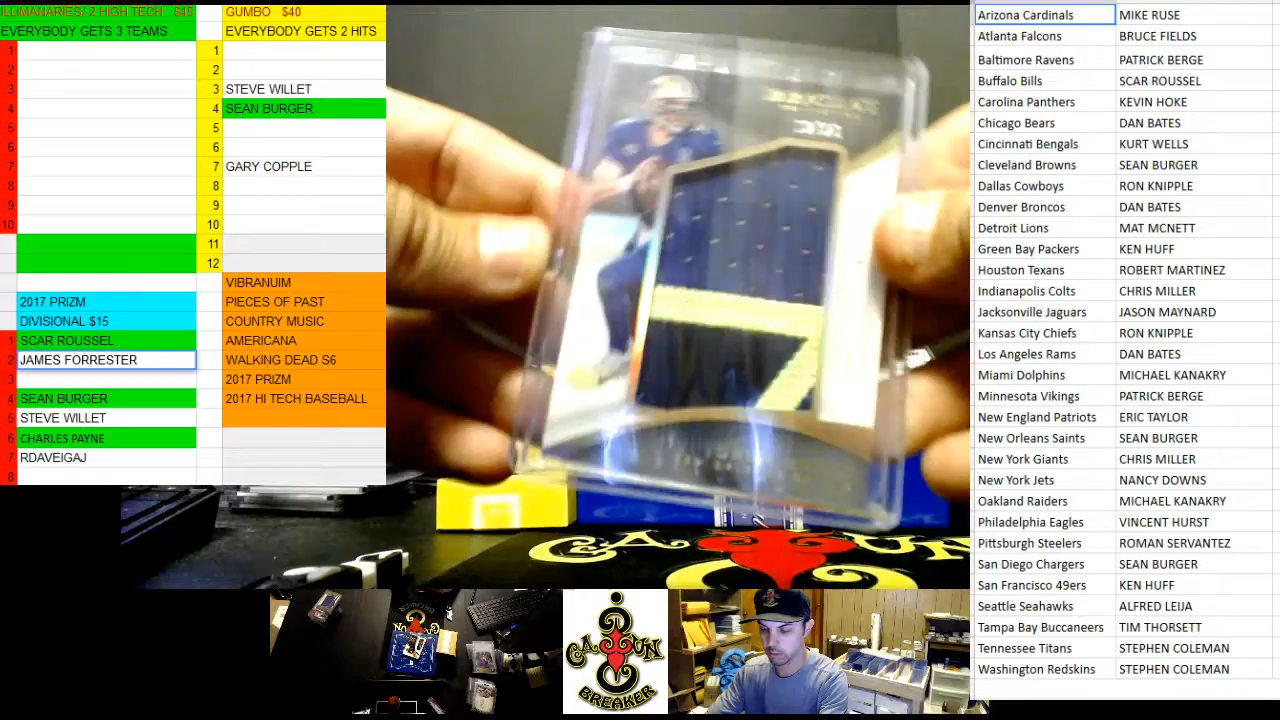 ILLIMANARIES! 2 HIGH TECH $45
EVERYBODY GETS 3 TEAMS
1
2
3
4
5
6
7
8
9
10
2017 PRIZM
DIVISIONAL $15
1 SCAR ROUSSEL
2 JAMES FORRESTER
3
4 SEAN BURGER
5 STEVE WILLET
6 CHARLES PAYNE
7 RDAVEIGAJ
8
GUMBO $40
EVERYBODY GETS 2 HITS
1
2
3 STEVE WILLET
4 SEAN BURGER
5
6
7 GARY COPPLE
8
9
10
11
12
VIBRANUIM
PIECES OF PAST
COUNTRY MUSIC
AMERICANA
WALKING DEAD S6
2017 PRIZM
2017 HI TECH BASEBALL
CAJUN
BREAKER
Arizona Cardinals MIKE RUSE
Atlanta Falcons BRUCE FIELDS
Baltimore Ravens PATRICK BERGE
Buffalo Bills SCAR ROUSSEL
Carolina Panthers KEVIN HOKE
Chicago Bears DAN BATES
Cincinnati Bengals KURT WELLS
Cleveland Browns SEAN BURGER
Dallas Cowboys RON KNIPPLE
Denver Broncos DAN BATES
Detroit Lions MAT MCNETT
Green Bay Packers KEN HUFF
Houston Texans ROBERT MARTINEZ
Indianapolis Colts CHRIS MILLER
Jacksonville Jaguars JASON MAYNARD
Kansas City Chiefs RON KNIPPLE
Los Angeles Rams DAN BATES
Miami Dolphins MICHAEL KANAKRY
Minnesota Vikings PATRICK BERGE
New England Patriots ERIC TAYLOR
New Orleans Saints SEAN BURGER
New York Giants CHRIS MILLER
New York Jets NANCY DOWNS
Oakland Raiders MICHAEL KANAKRY
Philadelphia Eagles VINCENT HURST
Pittsburgh Steelers ROMAN SERVANTEZ
San Diego Chargers SEAN BURGER
San Francisco 49ers KEN HUFF
Seattle Seahawks ALFRED LEIJA
Tampa Bay Buccaneers TIM THORSETT
Tennessee Titans STEPHEN COLEMAN
Washington Redskins STEPHEN COLEMAN